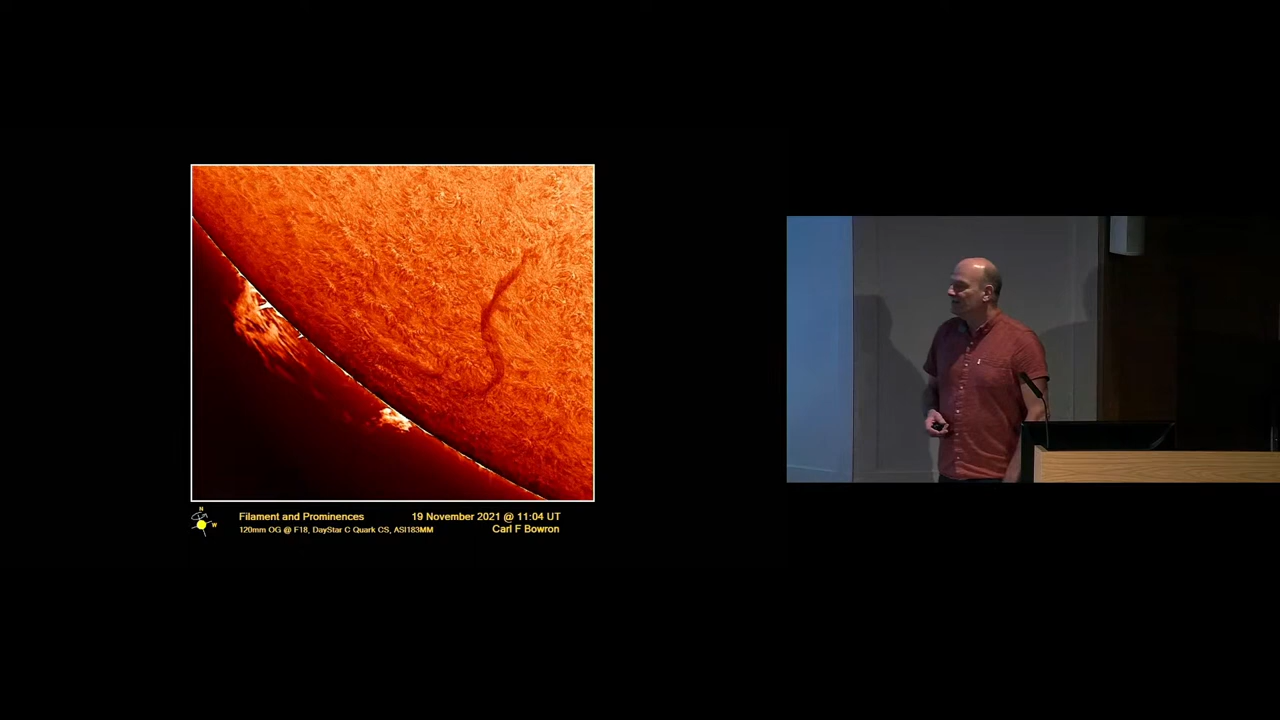 N
W
Filament and Prominences 19 November 2021 @ 11:04 UT
120mm OG @ F18, DayStar C Quark CS, ASI183MM Carl F Bowron